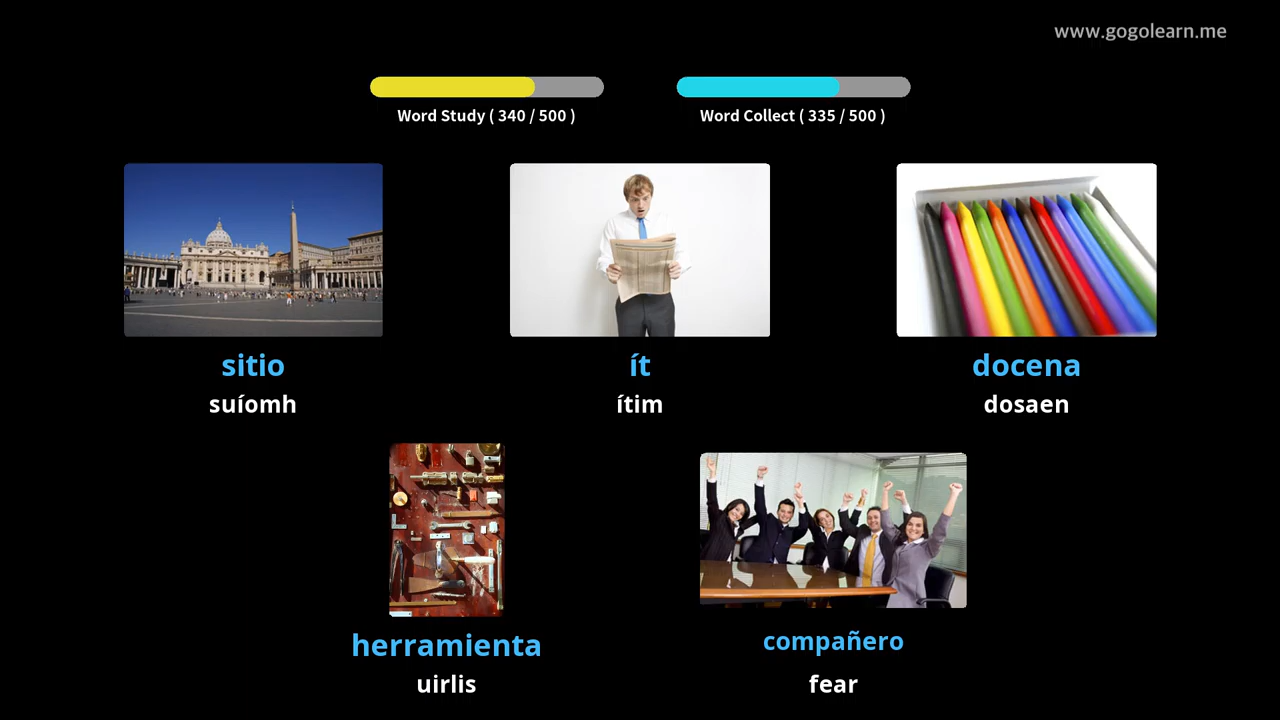 www.gogolearn.me
Word Study ( 340 / 500 )
Word Collect ( 335 / 500 )
sitio
suíomh
ít
ítim
docena
dosaen
herramienta
uirlis
compañero
fear